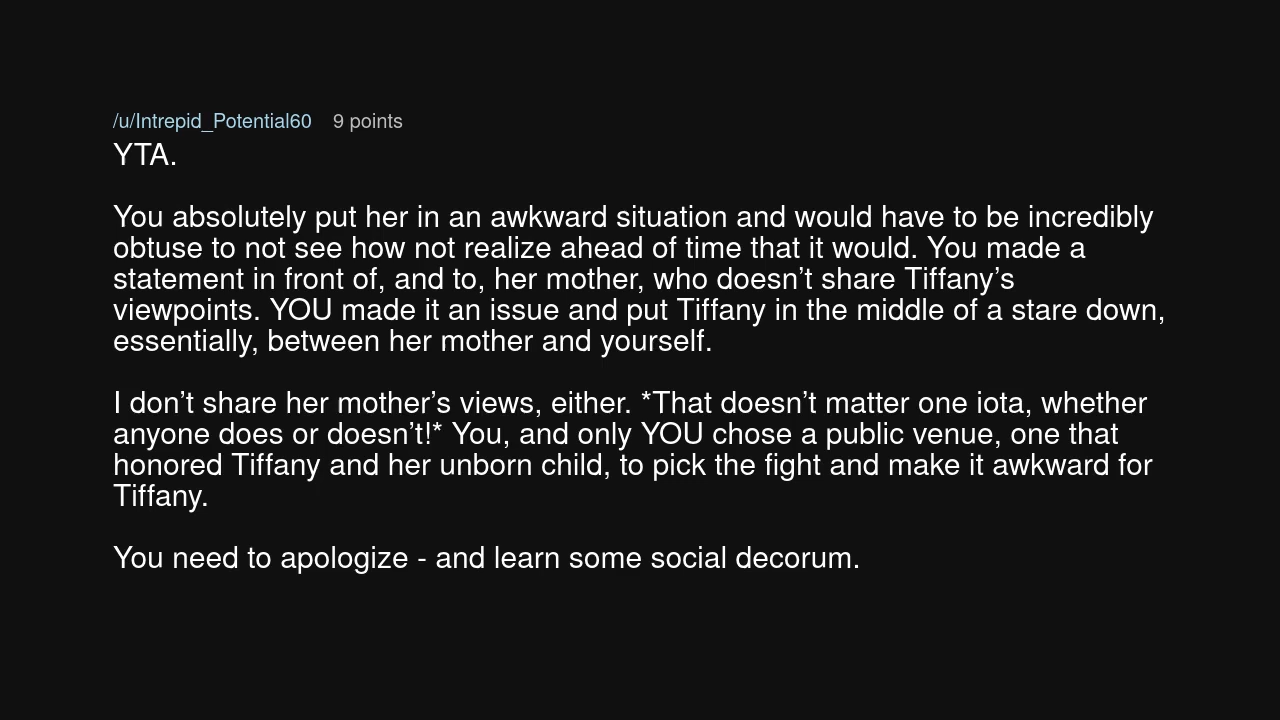 /u/Intrepid_Potential60 9 points
YTA.
You absolutely put her in an awkward situation and would have to be incredibly
obtuse to not see how not realize ahead of time that it would. You made a
statement in front of, and to, her mother, who doesn’t share Tiffany’s
viewpoints. YOU made it an issue and put Tiffany in the middle of a stare down,
essentially, between her mother and yourself.
I don’t share her mother’s views, either. *That doesn’t matter one iota, whether
anyone does or doesn’t!* You, and only YOU chose a public venue, one that
honored Tiffany and her unborn child, to pick the fight and make it awkward for
Tiffany.
You need to apologize - and learn some social decorum.